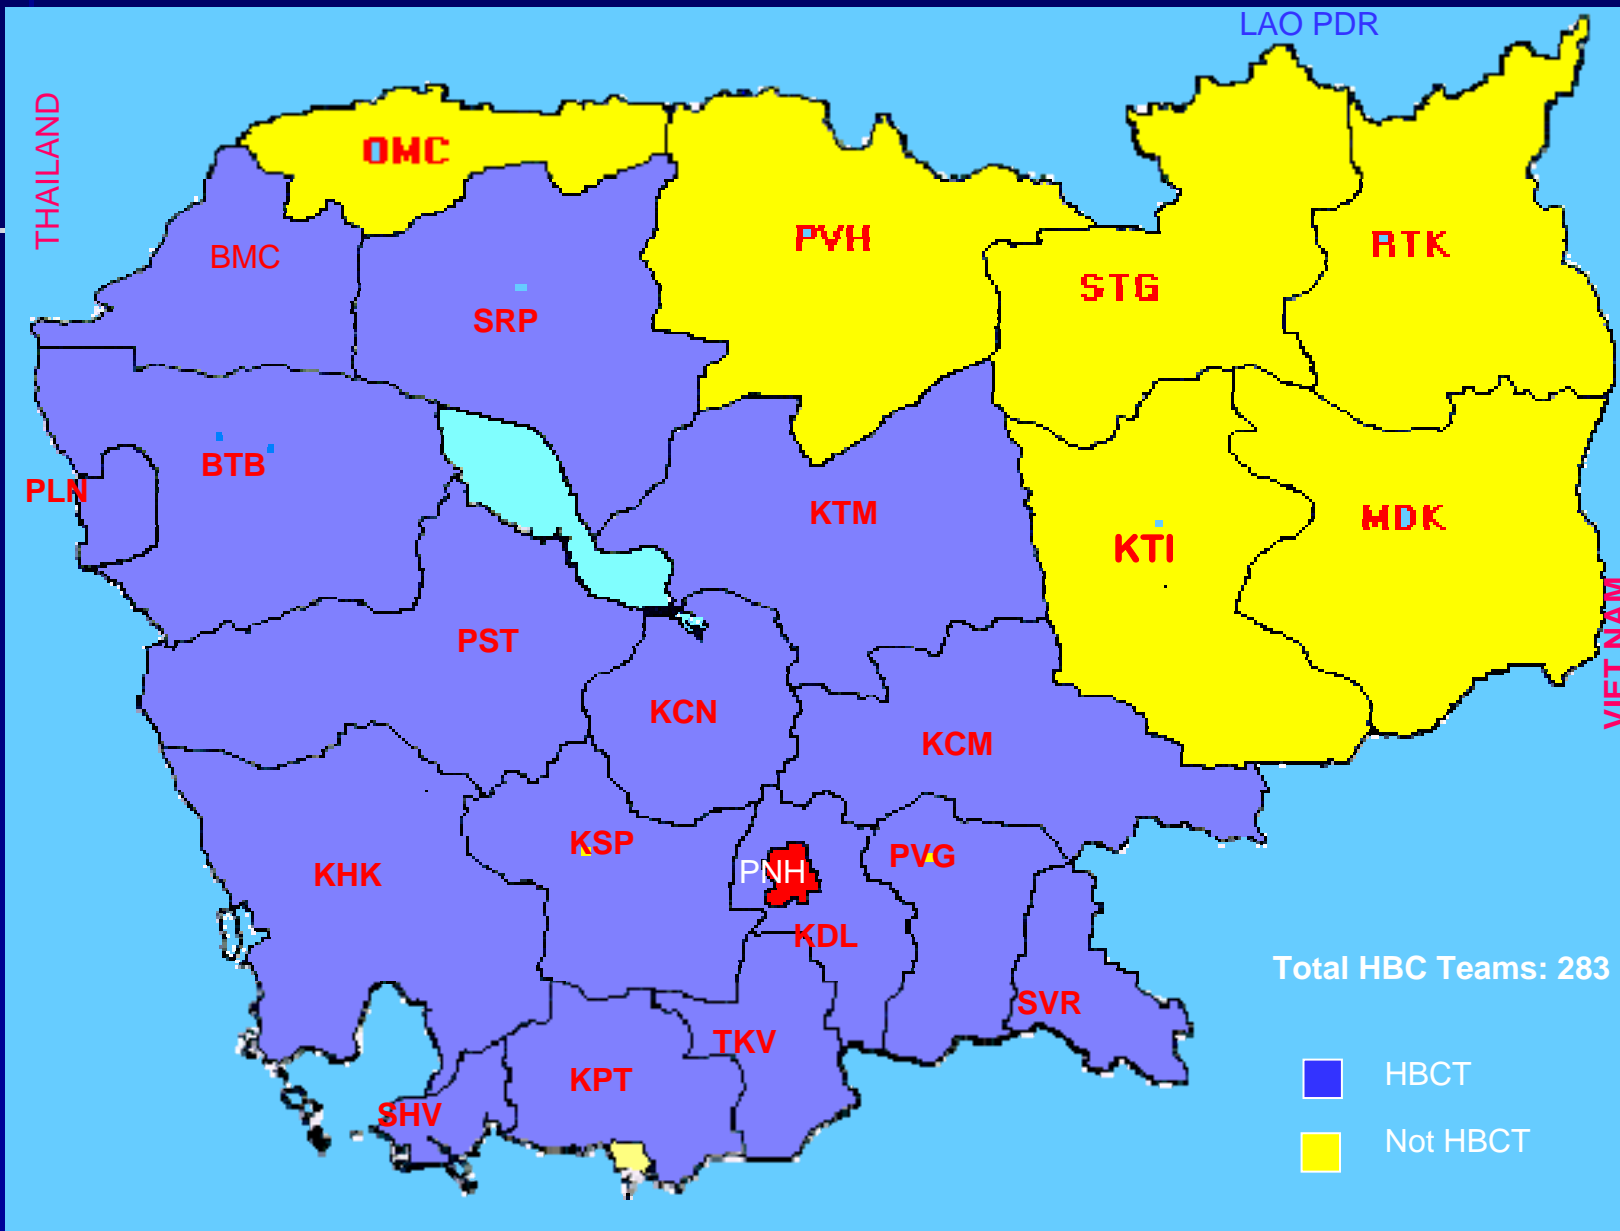 LAO PDR
THAILAND
OMC
PVH
RTK
BMC
STG
SRP
BTB
PLN
KTM
MDK
KTI
PST
VIET NAM
KCN
KCM
KSP
PVG
KHK
PNH
KDL
Total HBC Teams: 283
SVR
TKV
KPT
HBCT
SHV
Not HBCT